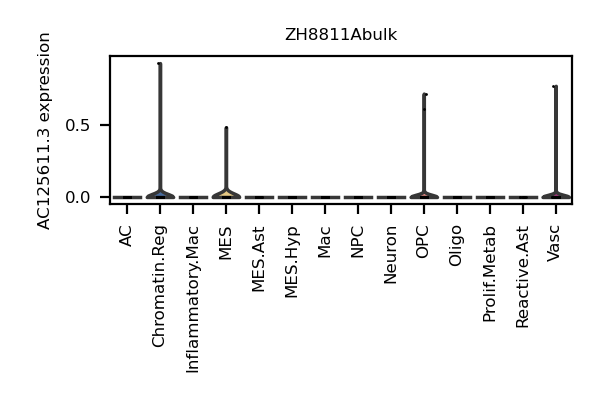 ZH8811Abulk
AC125611.3 expression
0.5
0.0
AC
Chromatin.Reg
Inflammatory.Mac
MES
MES.Ast
MES.Hyp
Mac
NPC
Neuron
OPC
Oligo
Prolif.Metab
Reactive.Ast
Vasc